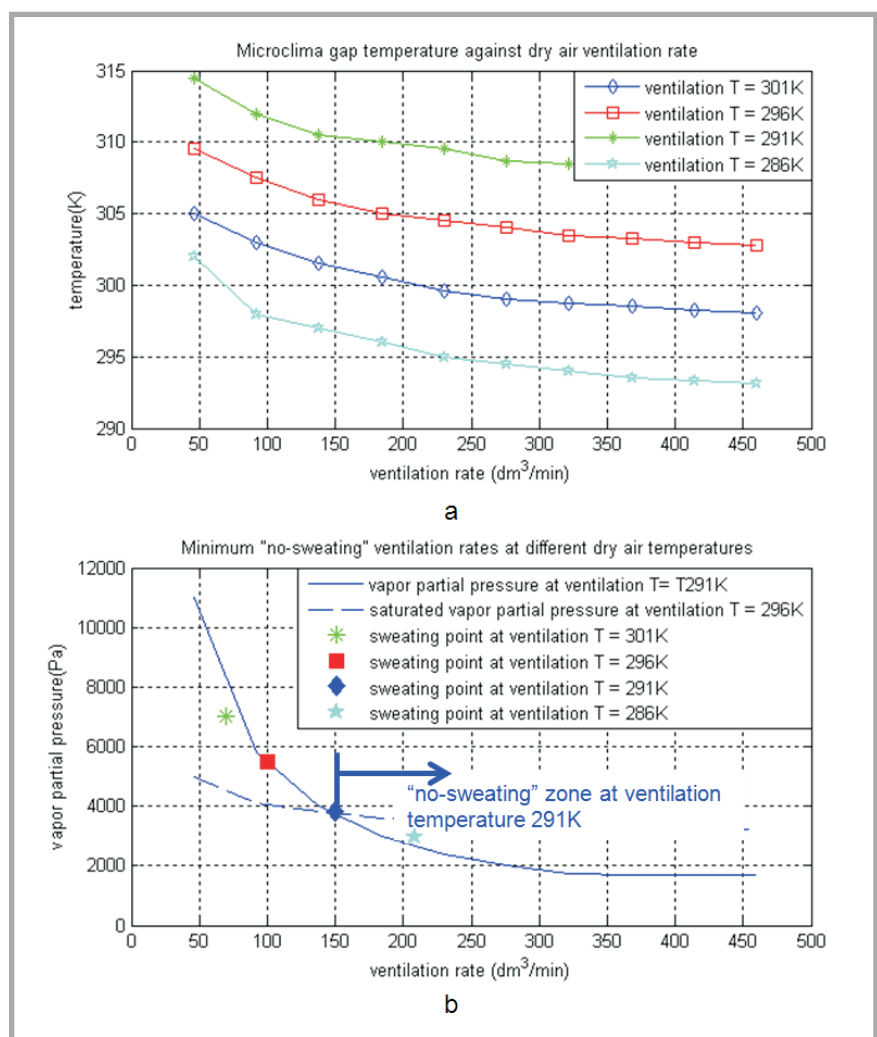 Microclima gap temperature against dry air ventilation rate
315
310
305
300
295
290
temperature(K)
ventilation T = 301K
ventilation T = 296K
ventilation T = 291K
ventilation T = 286K
0 50 100 150 200 250 300 350 400 450 500
ventilation rate (dm³/min)
a
Minimum "no-sweating" ventilation rates at different dry air temperatures
12000
10000
8000
6000
4000
2000
0
vapor partial pressure(Pa)
vapor partial pressure at ventilation T= T291K
saturated vapor partial pressure at ventilation T = 296K
sweating point at ventilation T = 301K
sweating point at ventilation T = 296K
sweating point at ventilation T = 291K
sweating point at ventilation T = 286K
“no-sweating” zone at ventilation
temperature 291K
0 50 100 150 200 250 300 350 400 450 500
ventilation rate (dm³/min)
b